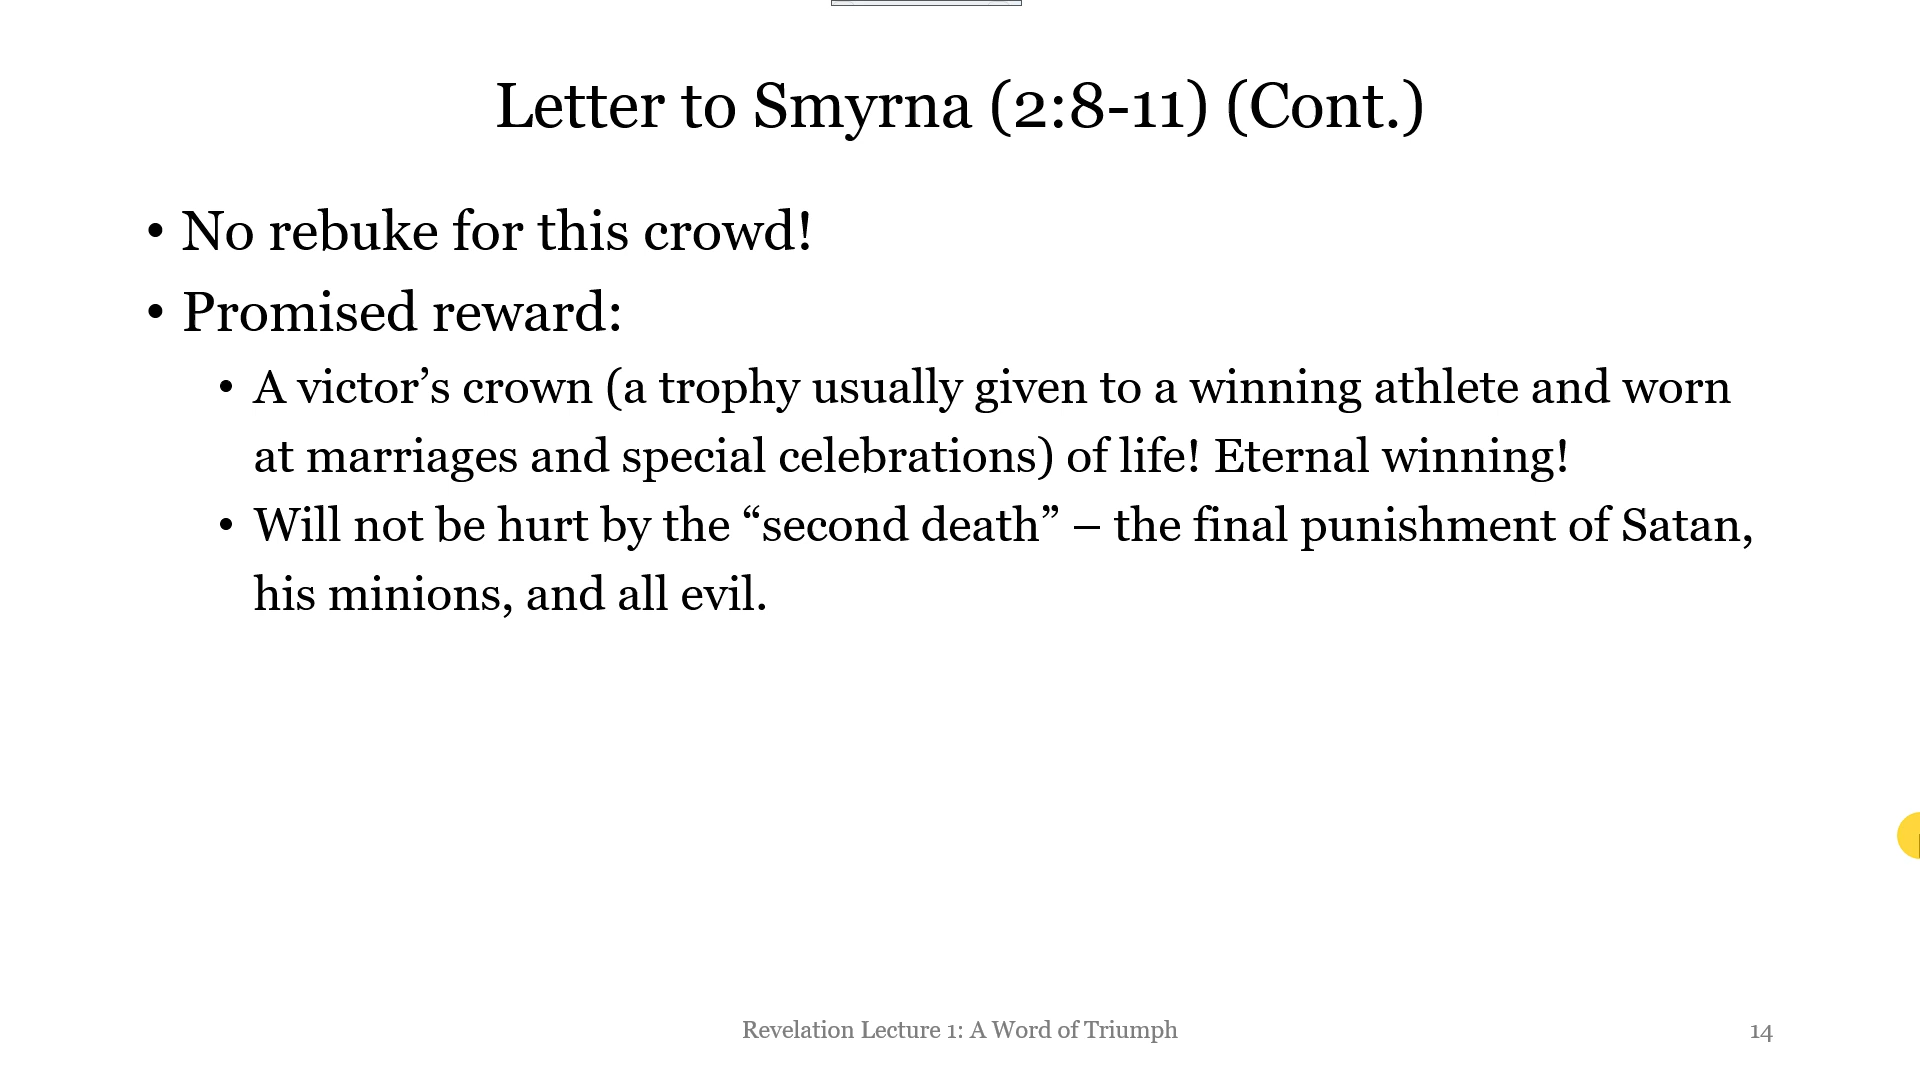 Letter to Smyrna (2:8-11) (Cont.)
• No rebuke for this crowd!
• Promised reward:
• A victor’s crown (a trophy usually given to a winning athlete and worn
at marriages and special celebrations) of life! Eternal winning!
• Will not be hurt by the “second death” – the final punishment of Satan,
his minions, and all evil.
Revelation Lecture 1: A Word of Triumph
14